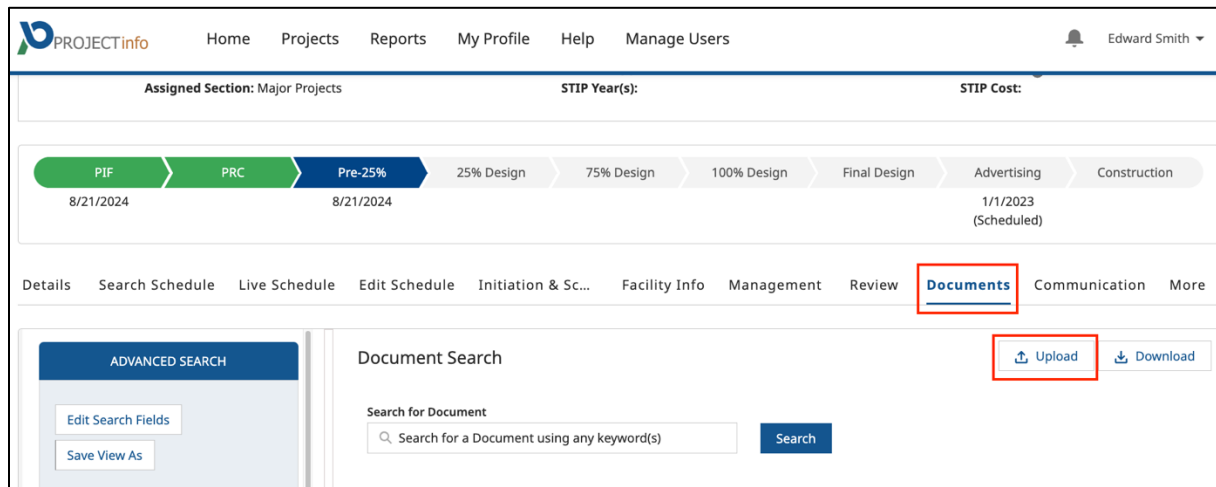 PROJECTinfo Home Projects Reports My Profile Help Manage Users Edward Smith
Assigned Section: Major Projects STIP Year(s): STIP Cost:
PIF PRC Pre-25% 25% Design 75% Design 100% Design Final Design Advertising Construction
8/21/2024 8/21/2024 1/1/2023
(Scheduled)
Details Search Schedule Live Schedule Edit Schedule Initiation & Sc... Facility Info Management Review Documents Communication More
ADVANCED SEARCH
Document Search
Upload Download
Edit Search Fields
Save View As
Search for Document
Search for a Document using any keyword(s) Search